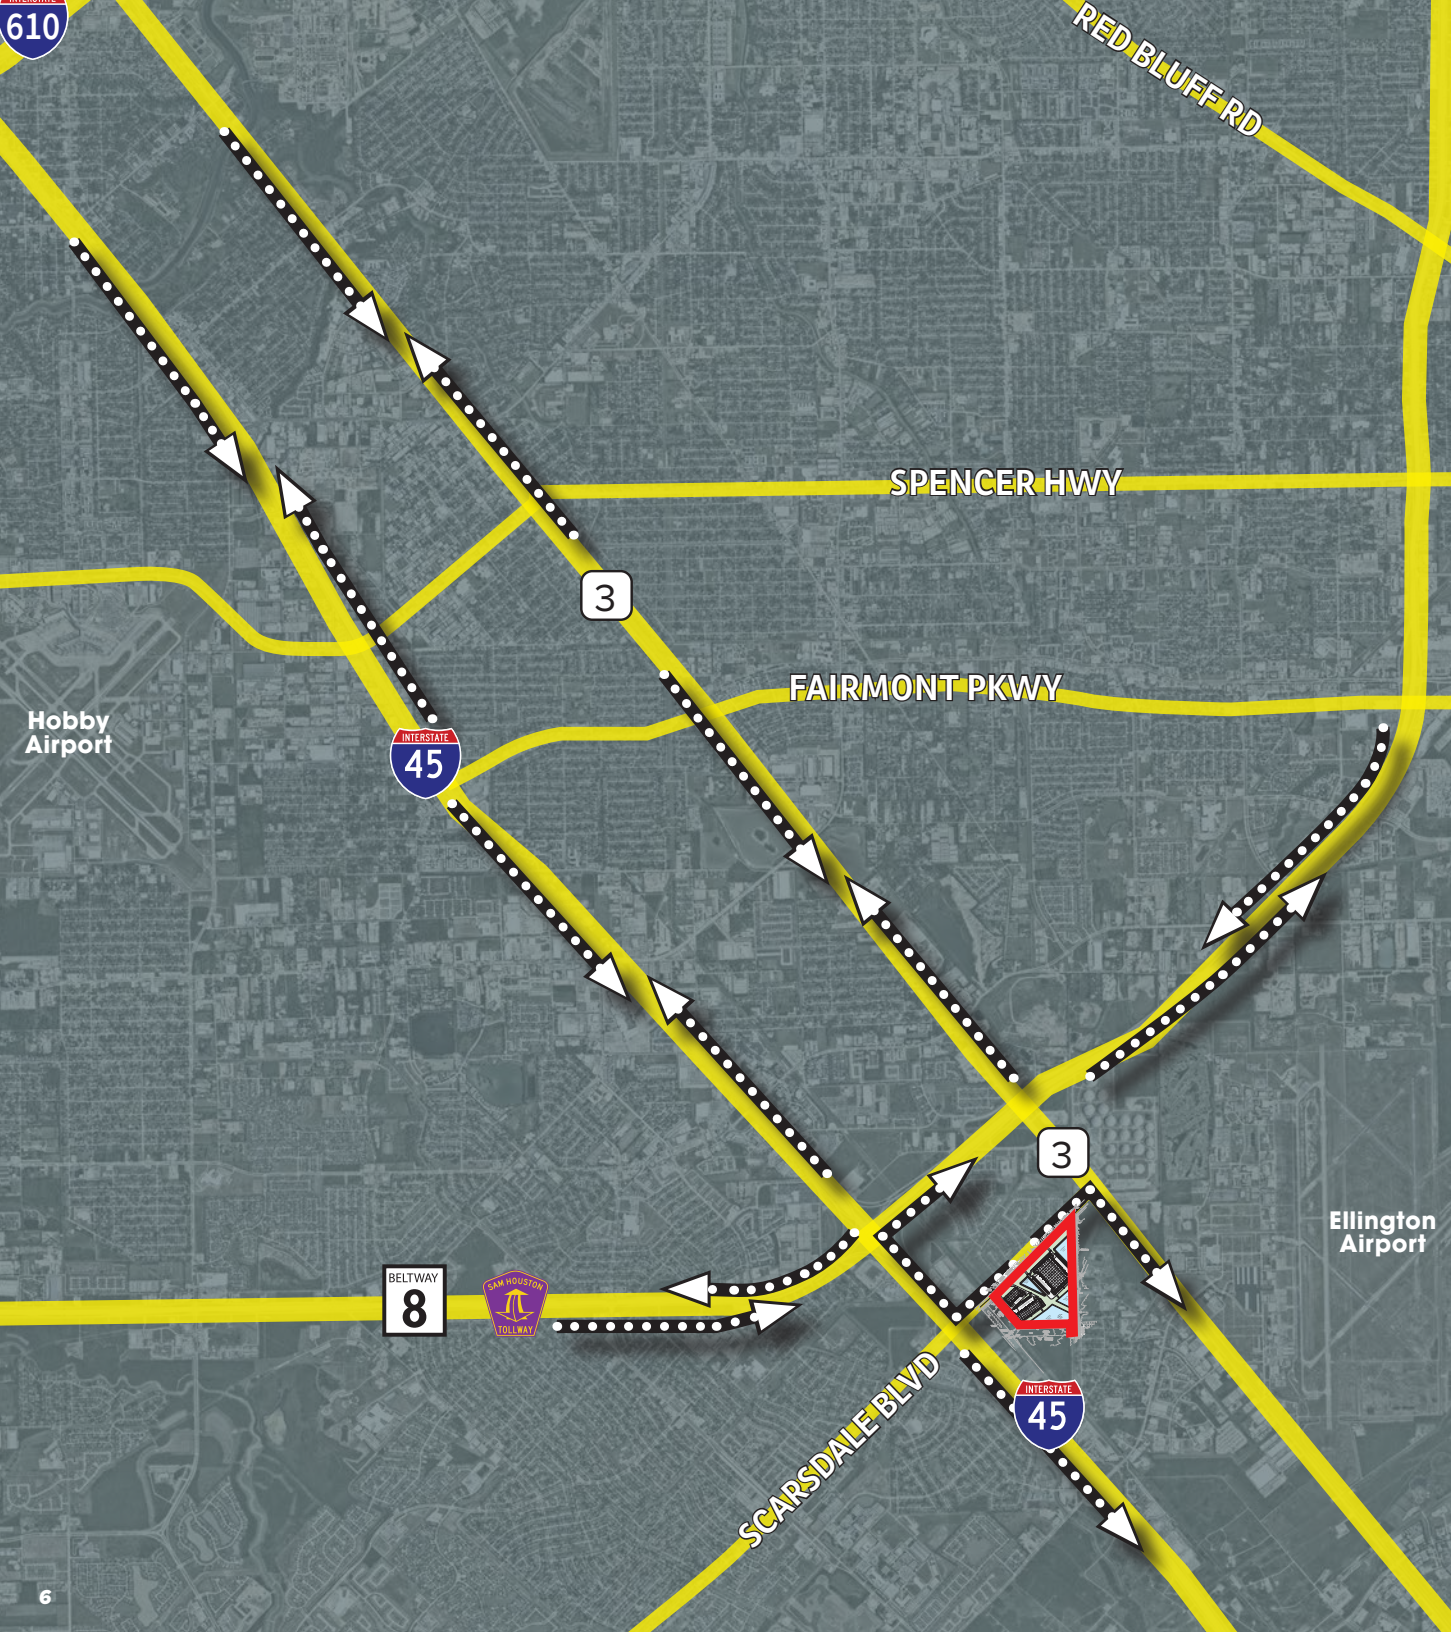 INTERSTATE
610
RED BLUFF RD
SPENCER HWY
3
FAIRMONT PKWY
Hobby
Airport
INTERSTATE
45
3
Ellington
Airport
BELTWAY
8
SAM HOUSTON
TOLLWAY
SCARSDALE BLVD
INTERSTATE
45
6